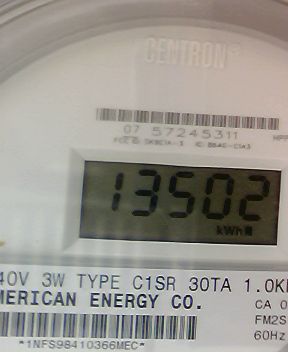 CENTRON®
07 57245311
13502
kWh
40V 3W TYPE C1SR 30TA 1.0K
MERICAN ENERGY CO.
CA 0
FM2S
60Hz
*1NFS98410366MEC*